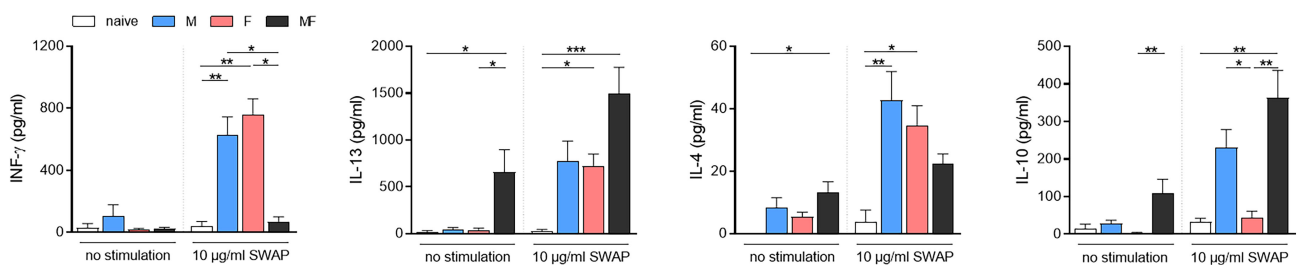 naive M F MF
INF-γ (pg/ml)
1200
800
400
0
* ** * **
no stimulation 10 µg/ml SWAP
IL-13 (pg/ml)
2000
1500
1000
500
0
* * *** *
no stimulation 10 µg/ml SWAP
IL-4 (pg/ml)
60
40
20
0
* * **
no stimulation 10 µg/ml SWAP
IL-10 (pg/ml)
500
400
300
200
100
0
** ** * **
no stimulation 10 µg/ml SWAP